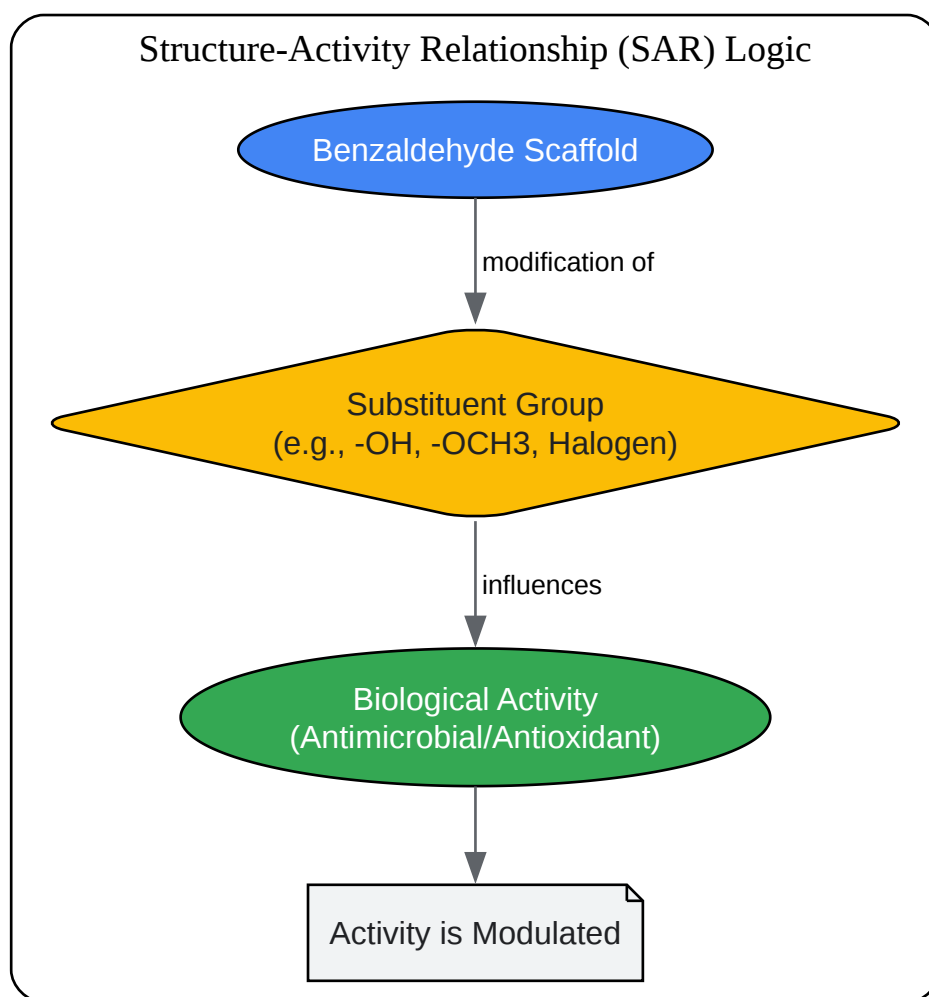 Structure-Activity Relationship (SAR) Logic
Benzaldehyde Scaffold
modification of
Substituent Group
(e.g., -OH, -OCH3, Halogen)
influences
Biological Activity
(Antimicrobial/Antioxidant)
Activity is Modulated